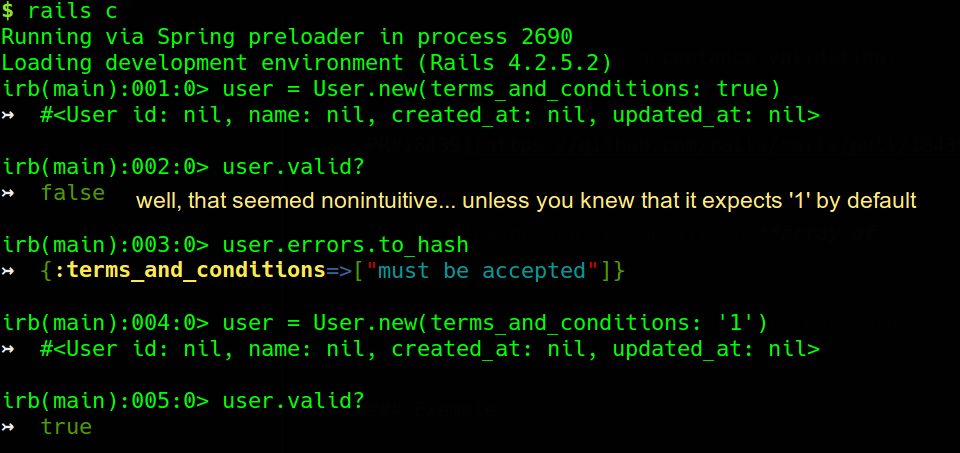 $ rails c
Running via Spring preloader in process 2690
Loading development environment (Rails 4.2.5.2)
irb(main):001:0> user = User.new(terms_and_conditions: true)
↣ #<User id: nil, name: nil, created_at: nil, updated_at: nil>
irb(main):002:0> user.valid?
↣ false
well, that seemed nonintuitive... unless you knew that it expects '1' by default
irb(main):003:0> user.errors.to_hash
↣ {:terms_and_conditions=>["must be accepted"]}
irb(main):004:0> user = User.new(terms_and_conditions: '1')
↣ #<User id: nil, name: nil, created_at: nil, updated_at: nil>
irb(main):005:0> user.valid?
↣ true